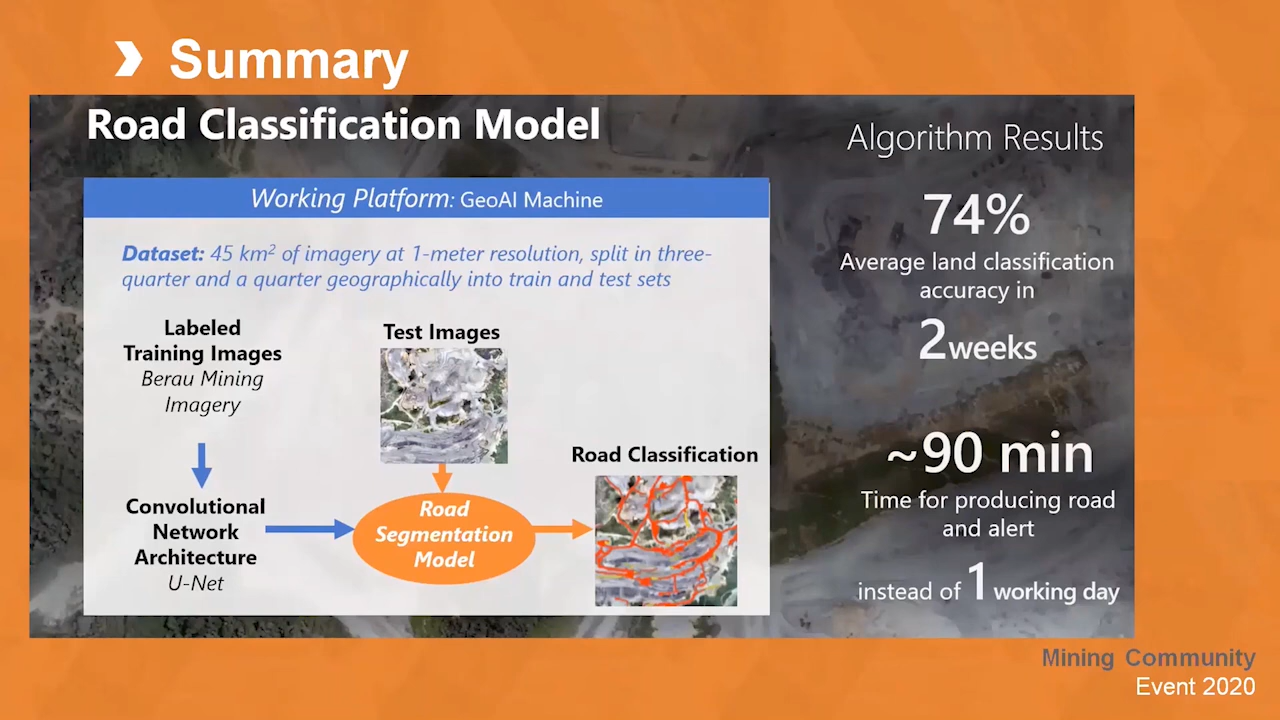 Summary
Road Classification Model
Working Platform: GeoAI Machine
Dataset: 45 km² of imagery at 1-meter resolution, split in three-
quarter and a quarter geographically into train and test sets
Labeled
Training Images
Berau Mining
Imagery
Convolutional
Network
Architecture
U-Net
Test Images
Road
Segmentation
Model
Road Classification
Algorithm Results
74%
Average land classification
accuracy in
2 weeks
~90 min
Time for producing road
and alert
instead of 1 working day
Mining Community
Event 2020